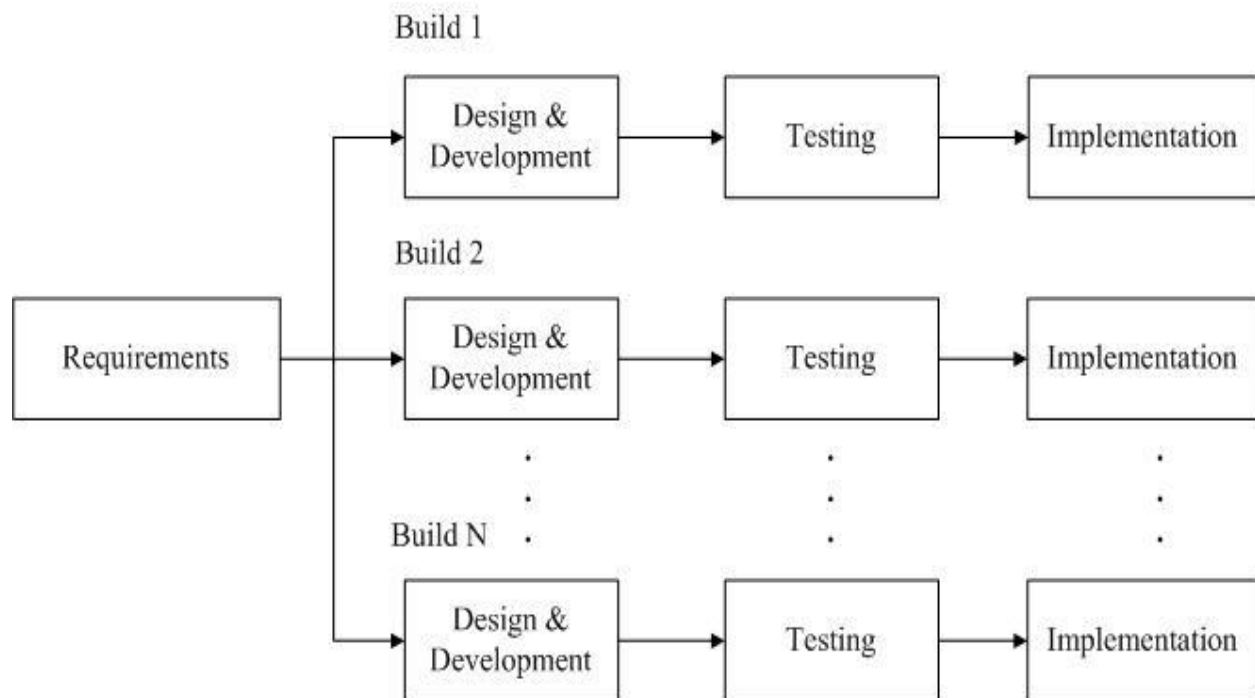 Build 1
Design &
Development
Testing
Implementation
Build 2
Requirements
Design &
Development
Testing
Implementation
Build N
Design &
Development
Testing
Implementation